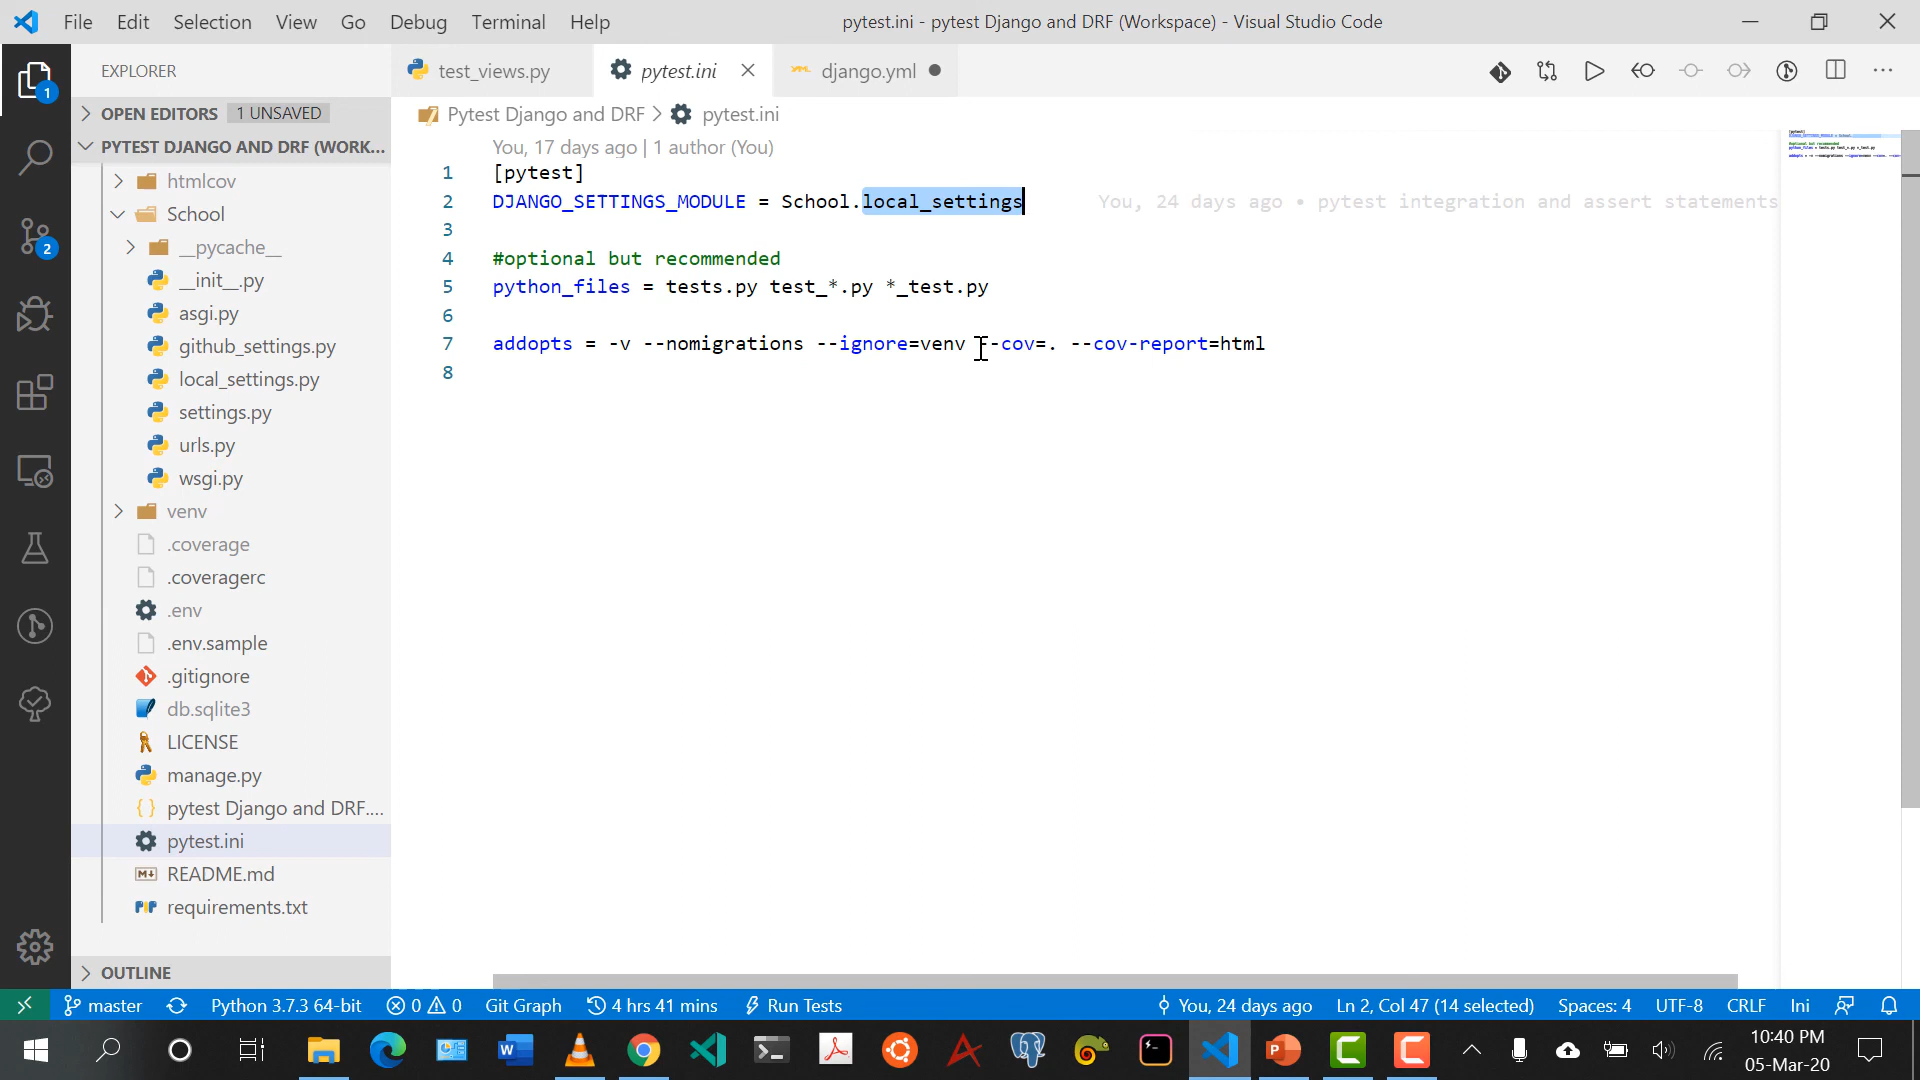 File Edit Selection View Go Debug Terminal Help
pytest.ini - pytest Django and DRF (Workspace) - Visual Studio Code
EXPLORER
OPEN EDITORS 1 UNSAVED
PYTEST DJANGO AND DRF (WORK...
htmlcov
School
__pycache__
__init__.py
asgi.py
github_settings.py
local_settings.py
settings.py
urls.py
wsgi.py
venv
.coverage
.coveragerc
.env
.env.sample
.gitignore
db.sqlite3
LICENSE
manage.py
pytest Django and DRF....
pytest.ini
README.md
requirements.txt
OUTLINE
1
2
test_views.py
pytest.ini
django.yml
Pytest Django and DRF > pytest.ini
You, 17 days ago | 1 author (You)
1 [pytest]
2 DJANGO_SETTINGS_MODULE = School.local_settings You, 24 days ago • pytest integration and assert statements
3
4 #optional but recommended
5 python_files = tests.py test_*.py *_test.py
6
7 addopts = -v --nomigrations --ignore=venv --cov=. --cov-report=html
8
master Python 3.7.3 64-bit 0 0 Git Graph 4 hrs 41 mins Run Tests You, 24 days ago Ln 2, Col 47 (14 selected) Spaces: 4 UTF-8 CRLF Ini
10:40 PM
05-Mar-20